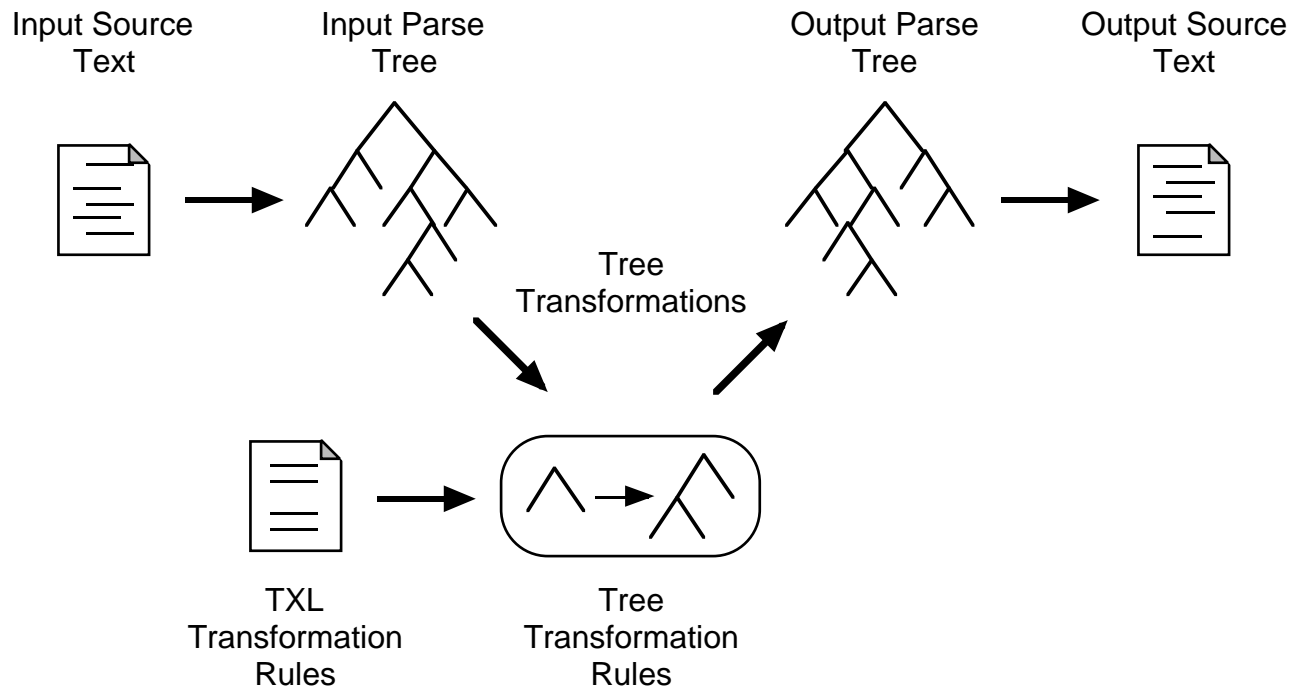 Input Source
Text
Input Parse
Tree
Output Parse
Tree
Output Source
Text
Tree
Transformations
TXL
Transformation
Rules
Tree
Transformation
Rules